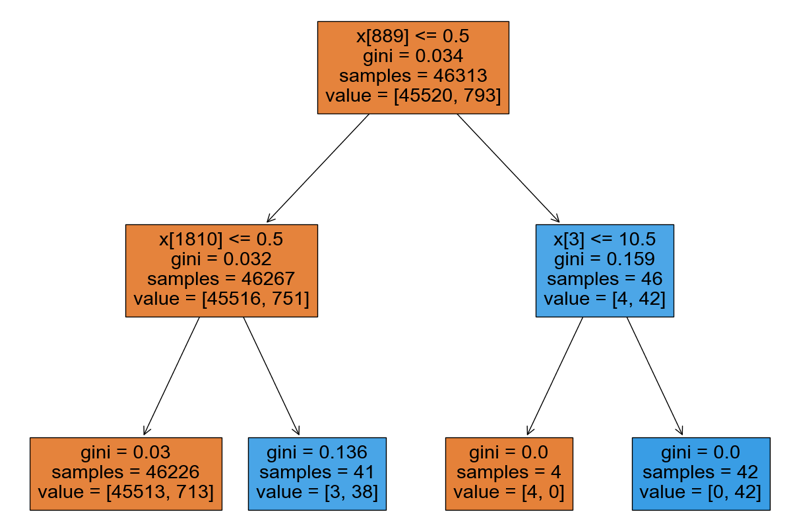 x[889] <= 0.5
gini = 0.034
samples = 46313
value = [45520, 793]
x[1810] <= 0.5
gini = 0.032
samples = 46267
value = [45516, 751]
x[3] <= 10.5
gini = 0.159
samples = 46
value = [4, 42]
gini = 0.03
samples = 46226
value = [45513, 713]
gini = 0.136
samples = 41
value = [3, 38]
gini = 0.0
samples = 4
value = [4, 0]
gini = 0.0
samples = 42
value = [0, 42]